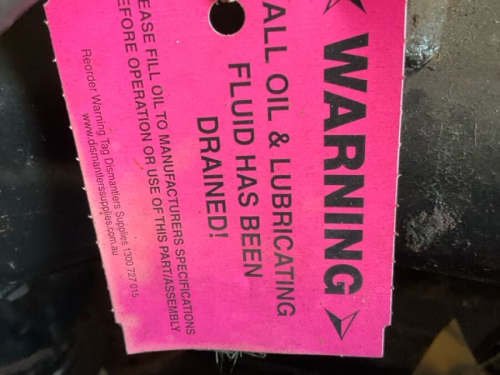 WARNING
ALL OIL & LUBRICATING
FLUID HAS BEEN
DRAINED!
EASE FILL OIL TO MANUFACTURERS SPECIFICATIONS
EFORE OPERATION OR USE OF THIS PART/ASSEMBLY
Reorder Warning Tag Dismantlers Supplies 1300 727 015
www.dismantlerssupplies.com.au